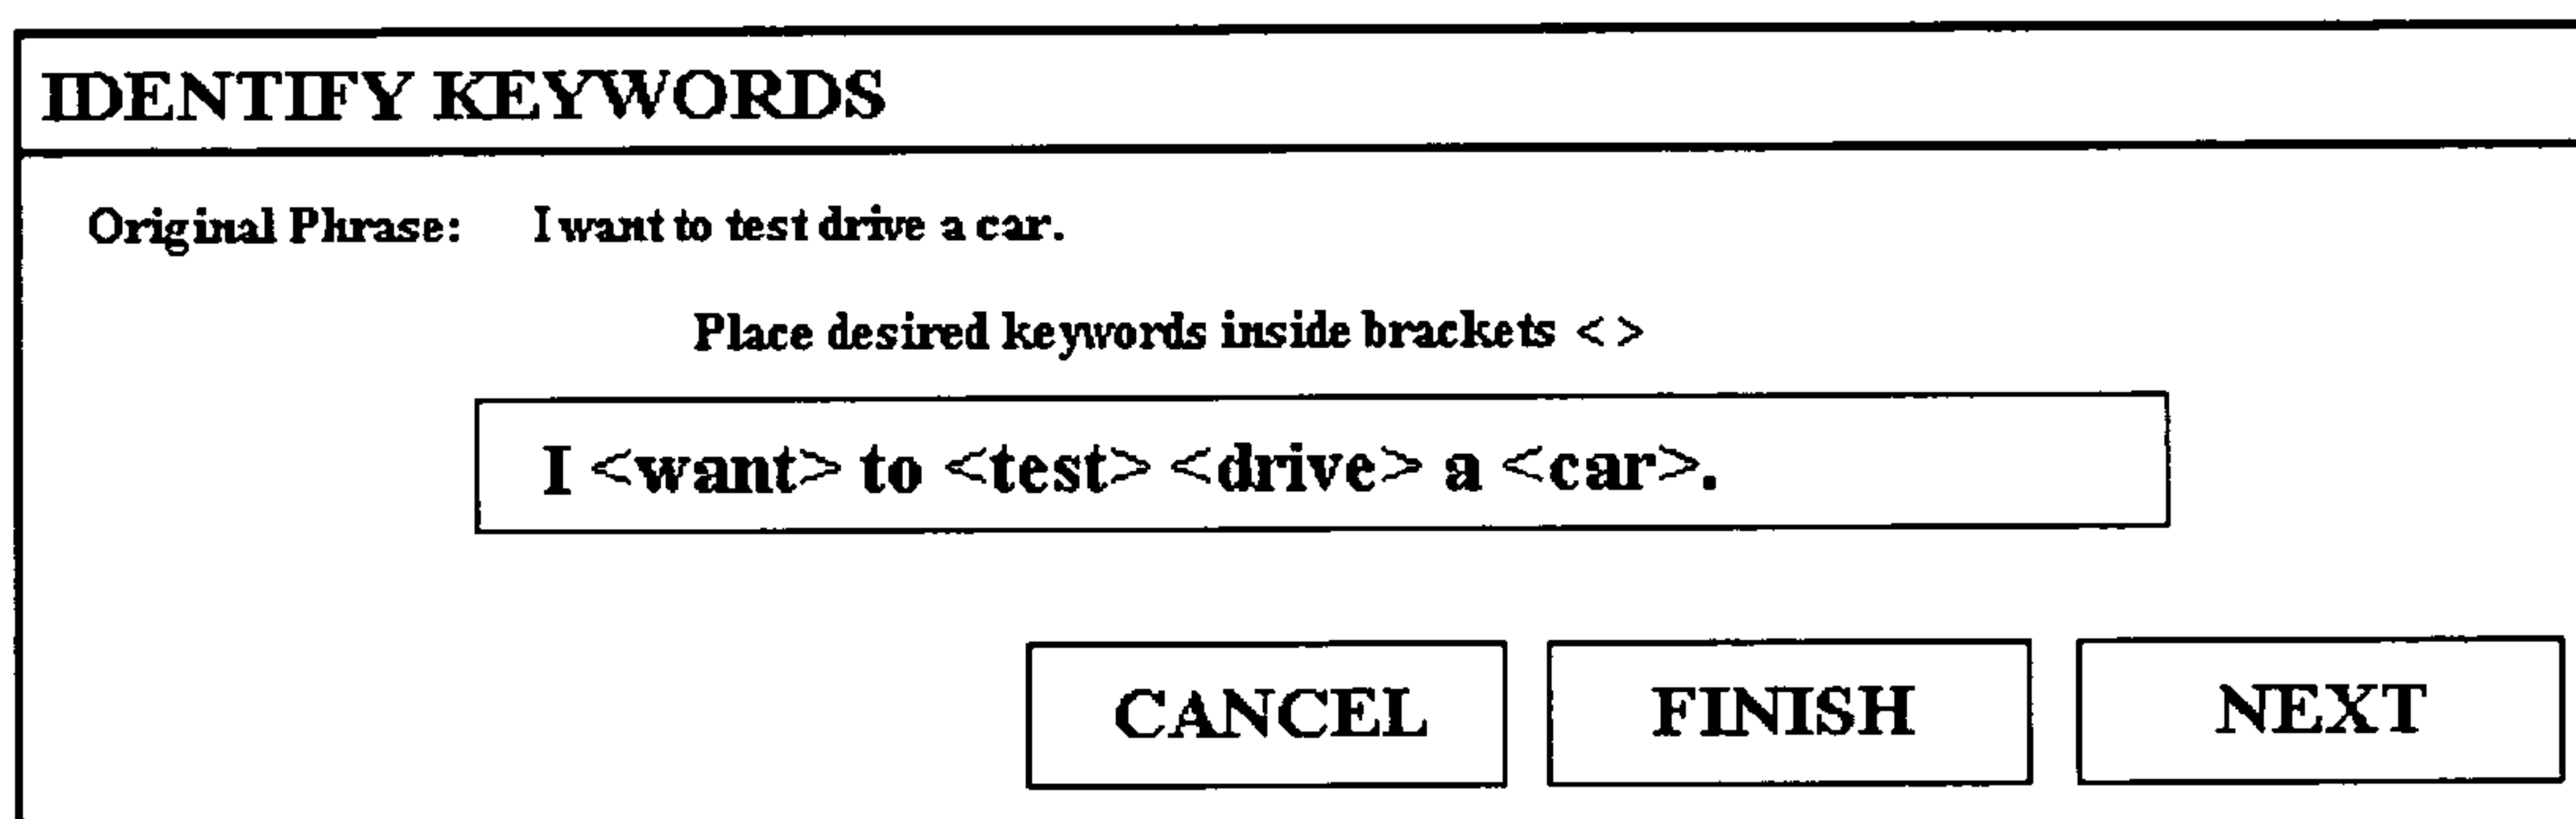 IDENTIFY KEYWORDS
Original Phrase: I want to test drive a car.
Place desired keywords inside brackets < >
I <want> to <test> <drive> a <car>.
CANCEL FINISH NEXT